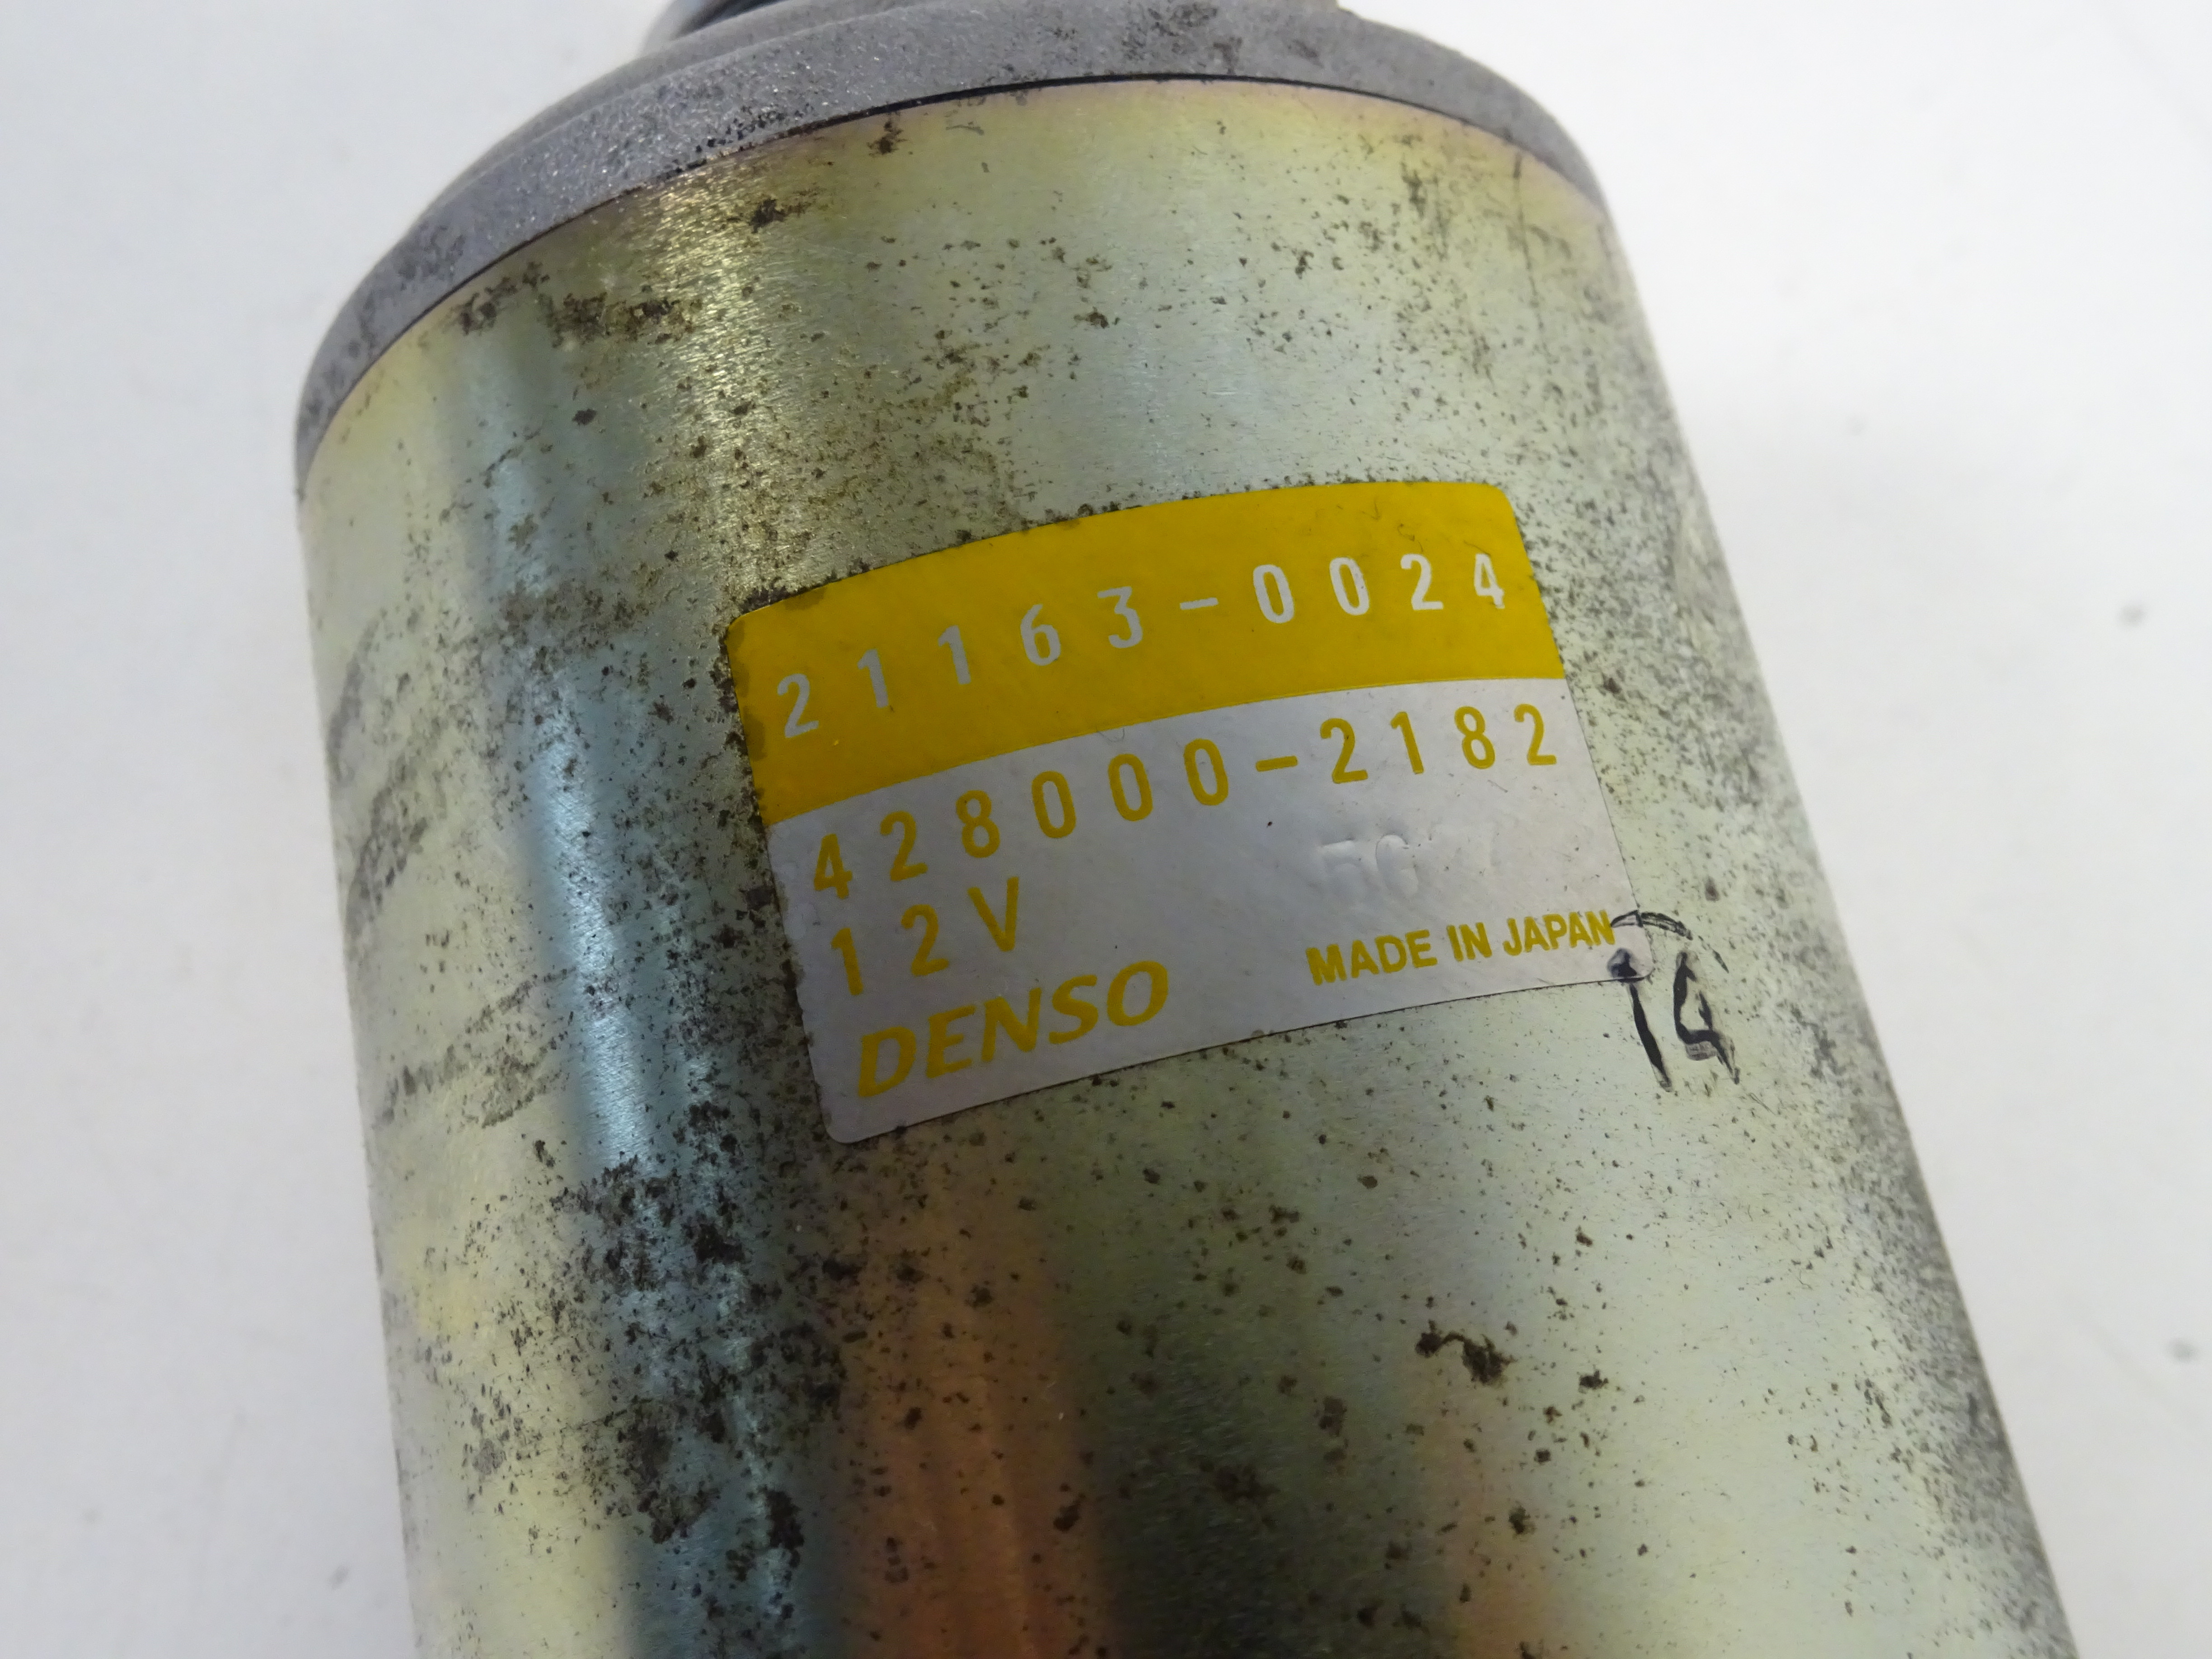 21163-0024
428000-2182
12V
DENSO MADE IN JAPAN